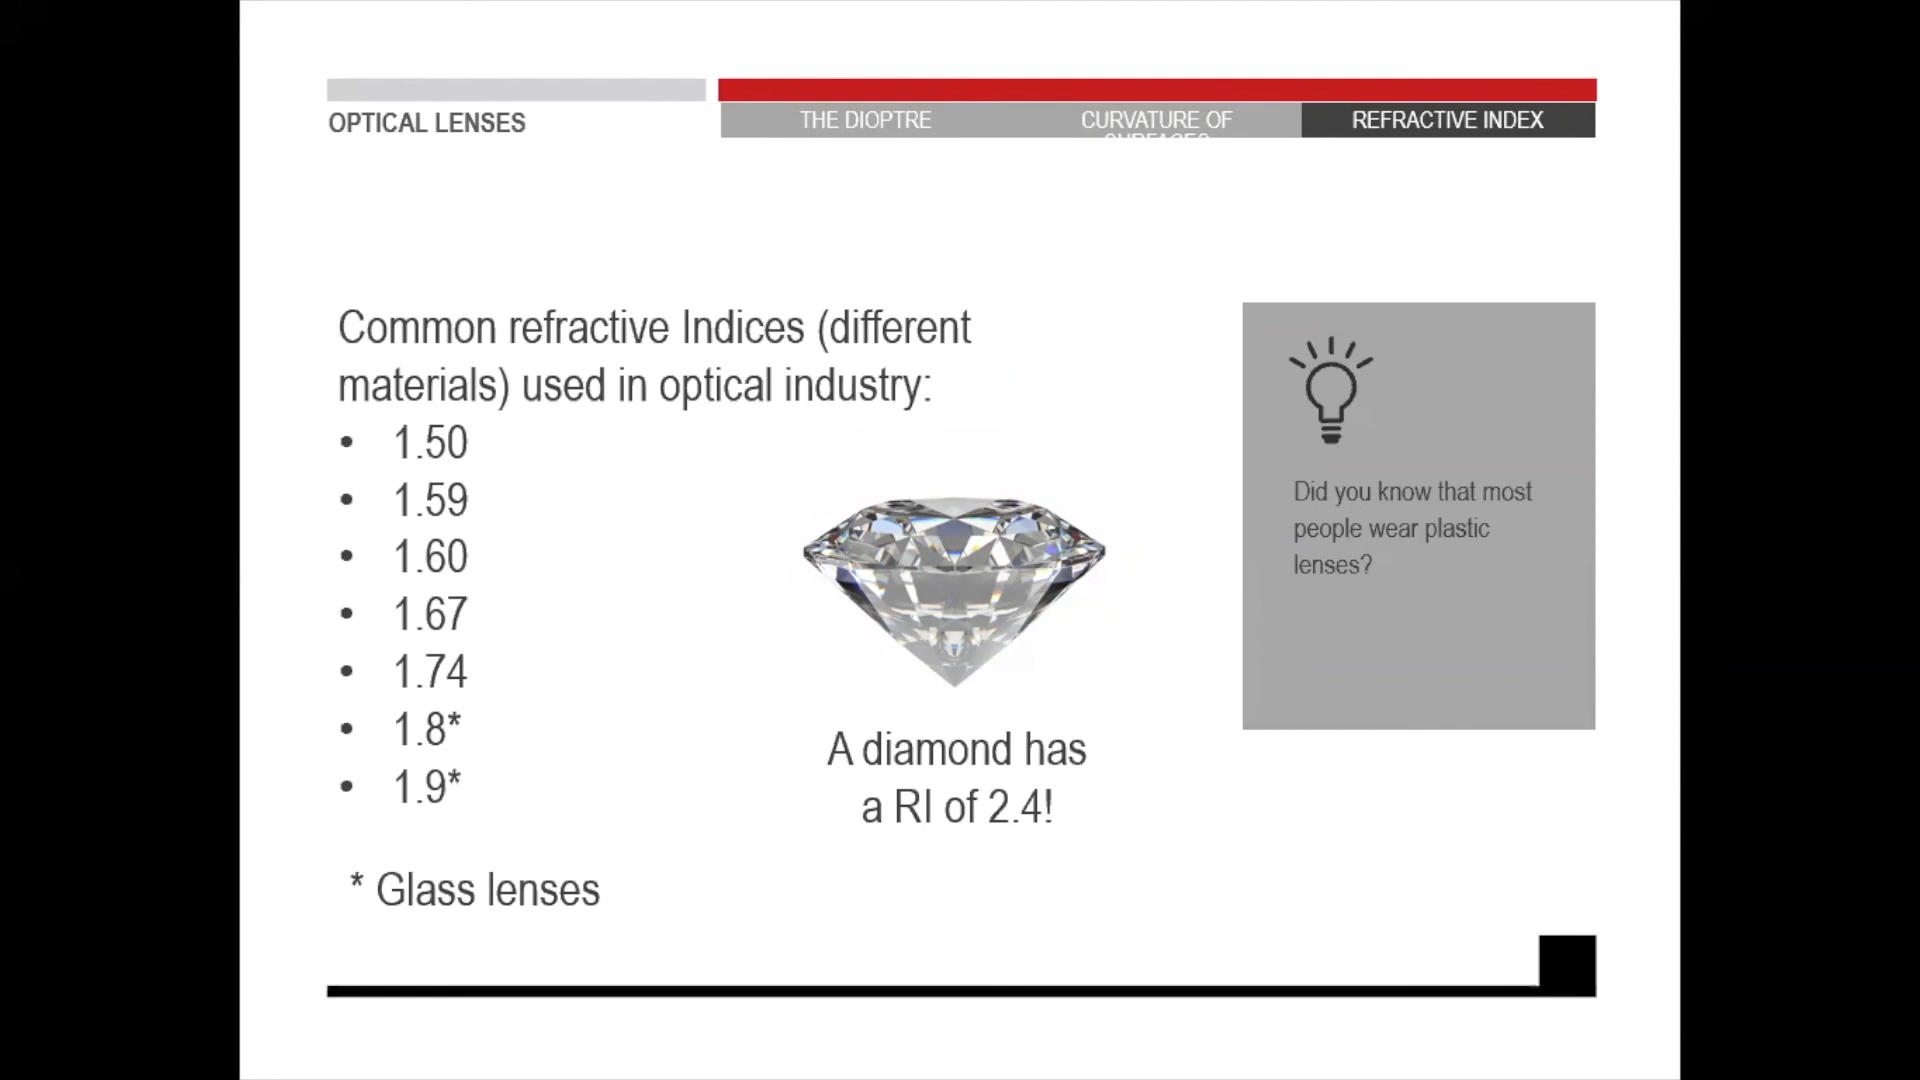 OPTICAL LENSES
THE DIOPTRE
CURVATURE OF
REFRACTIVE INDEX
Common refractive Indices (different
materials) used in optical industry:
• 1.50
• 1.59
• 1.60
• 1.67
• 1.74
• 1.8*
• 1.9*
* Glass lenses
A diamond has
a RI of 2.4!
Did you know that most
people wear plastic
lenses?